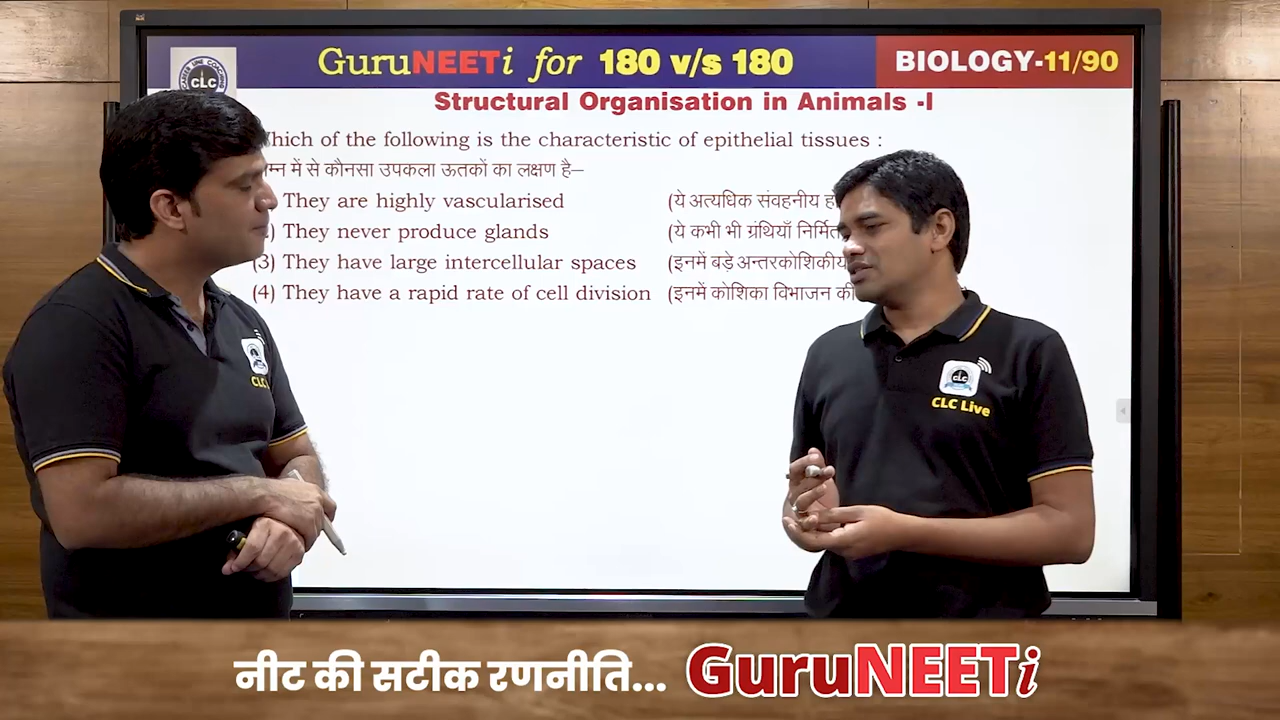 CLC
GuruNEETi for 180 v/s 180
BIOLOGY-11/90
Structural Organisation in Animals -I
of the following is the characteristic of epithelial tissues :
में से कौनसा उपकला ऊतकों का लक्षण है–
They are highly vascularised (ये अत्यधिक संवहनीय
They never produce glands (ये कभी भी ग्रंथियाँ
(3) They have large intercellular spaces (इनमें बड़े
(4) They have a rapid rate of cell division (इनमें कोशिका विभाजन की
CLC
CLC
CLC Live
नीट की सटीक रणनीति... GuruNEETi